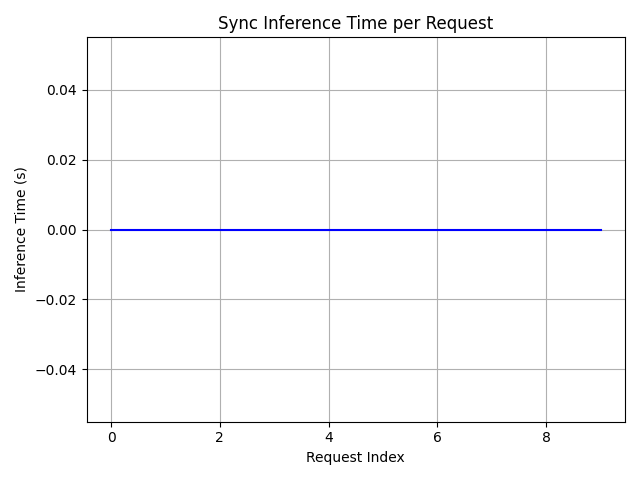 Sync Inference Time per Request
0.04
0.02
0.00
−0.02
−0.04
Inference Time (s)
0 2 4 6 8
Request Index